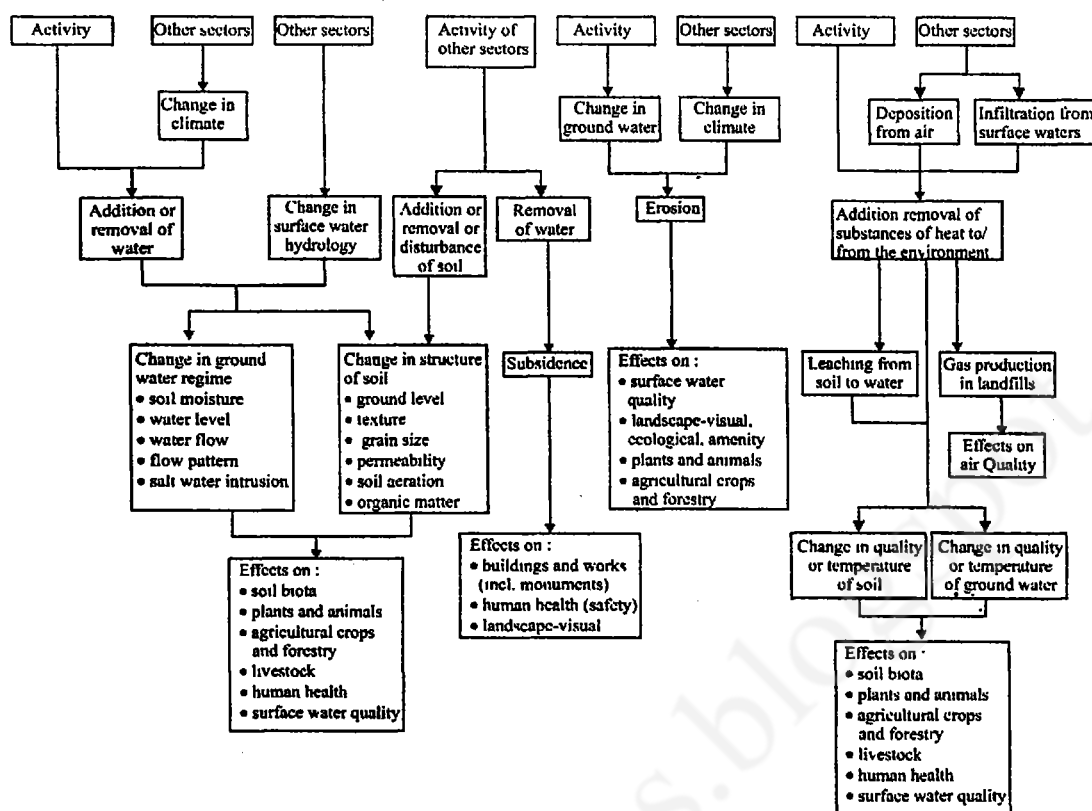 Activity
Other sectors
Other sectors
Activity of
other sectors
Activity
Other sectors
Activity
Other sectors
Change in
climate
Change in
ground water
Change in
climate
Deposition
from air
Infiltration from
surface waters
Addition or
removal of
water
Change in
surface water
hydrology
Addition or
removal or
disturbance
of soil
Removal
of water
Erosion
Addition removal of
substances of heat to/
from the environment
Change in ground
water regime
• soil moisture
• water level
• water flow
• flow pattern
• salt water intrusion
Change in structure
of soil
• ground level
• texture
• grain size
• permeability
• soil aeration
• organic matter
Subsidence
Effects on :
• surface water
quality
• landscape-visual,
ecological, amenity
• plants and animals
• agricultural crops
and forestry
Leaching from
soil to water
Gas production
in landfills
Effects on
air Quality
Effects on :
• soil biota
• plants and animals
• agricultural crops
and forestry
• livestock
• human health
• surface water quality
Effects on :
• buildings and works
(incl. monuments)
• human health (safety)
• landscape-visual
Change in quality
or temperature
of soil
Change in quality
or temperature
of ground water
Effects on :
• soil biota
• plants and animals
• agricultural crops
and forestry
• livestock
• human health
• surface water quality